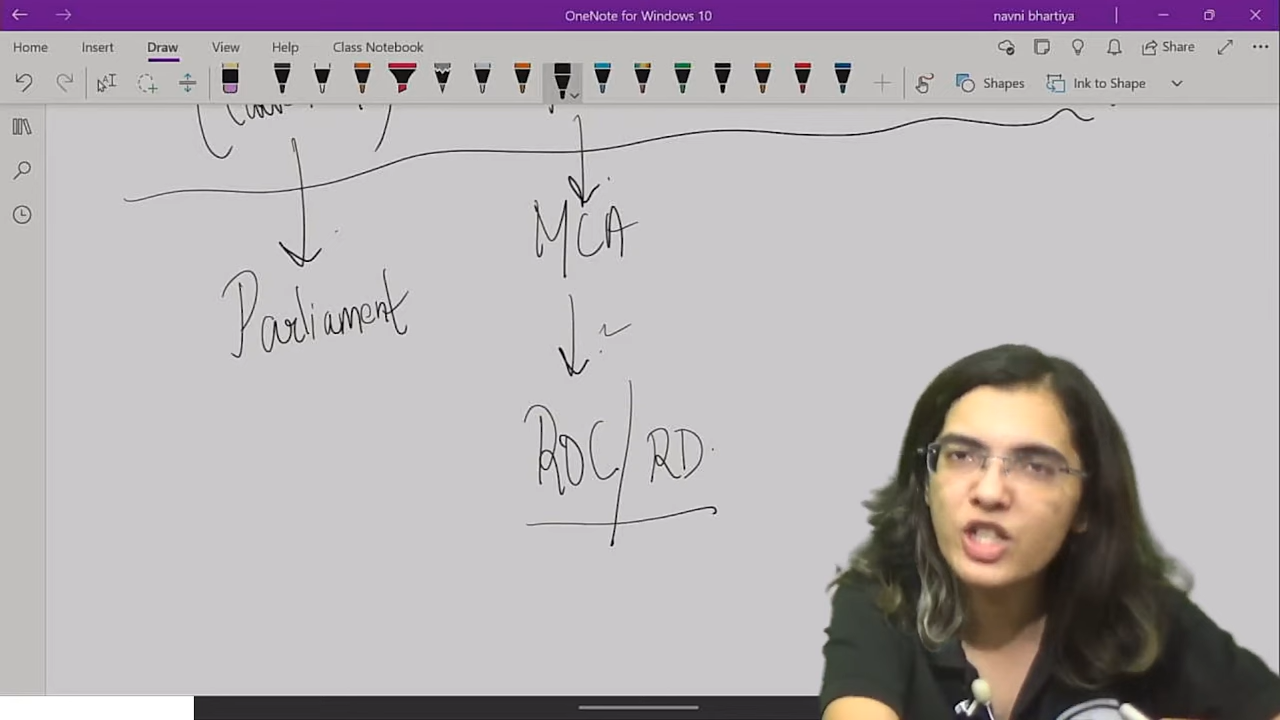 OneNote for Windows 10
navni bhartiya
Home Insert Draw View Help Class Notebook
Share
Shapes
Ink to Shape
MCA
Parliament
ROC/RD